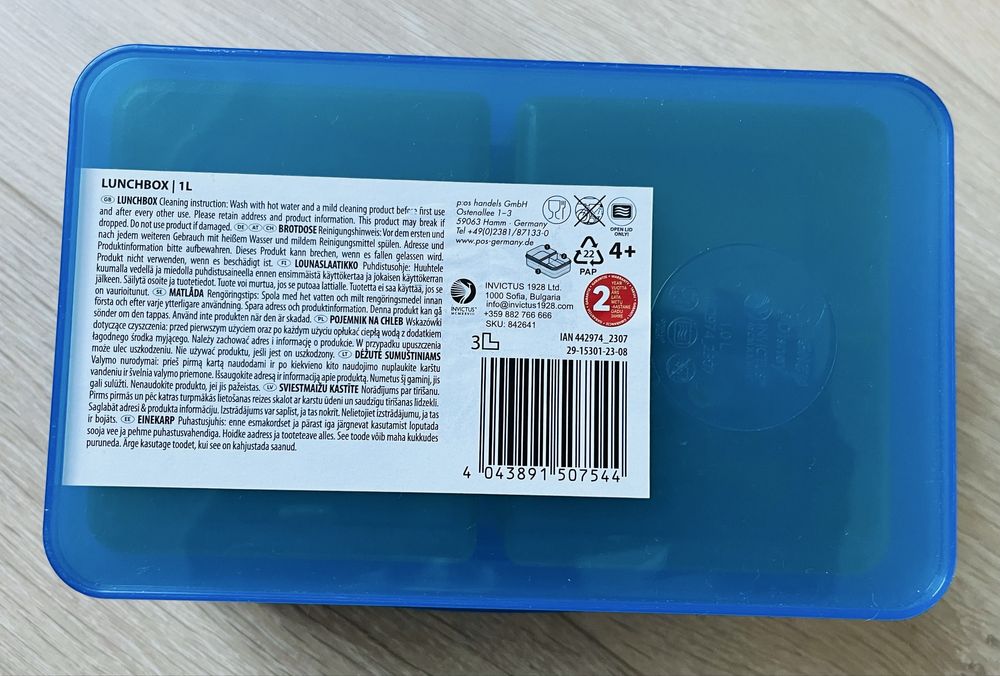 LUNCHBOX | 1L
GB LUNCHBOX Cleaning instruction: Wash with hot water and a mild cleaning product before first use
and after every other use. Please retain address and product information. This product may break if
dropped. Do not use product if damaged. DE AT CH BROTDOSE Reinigungshinweis: Vor dem ersten und
nach jedem weiteren Gebrauch mit heißem Wasser und mildem Reinigungsmittel spülen. Adresse und
Produktinformation bitte aufbewahren. Dieses Produkt kann brechen, wenn es fallen gelassen wird.
Produkt nicht verwenden, wenn es beschädigt ist. FI LOUNASLAATIKKO Puhdistusohje: Huuhtele
kuumalla vedellä ja miedolla puhdistusaineella ennen ensimmäistä käyttökertaa ja jokaisen käyttökerran
jälkeen. Säilytä osoite ja tuotetiedot. Tuote voi murtua, jos se putoaa lattialle. Tuotetta ei saa käyttää, jos se
on vaurioitunut. SE MATLÅDA Rengöringstips: Spola med het vatten och milt rengöringsmedel innan
första och efter varje ytterligare användning. Spara adress och produktinformation. Denna produkt kan gå
sönder om den tappas. Använd inte produkten när den är skadad. PL POJEMNIK NA CHLEB Wskazówki
dotyczące czyszczenia: przed pierwszym użyciem oraz po każdym użyciu opłukać ciepłą wodą z dodatkiem
łagodnego środka myjącego. Należy zachować adres i informację o produkcie. W przypadku upuszczenia
może ulec uszkodzeniu. Nie używać produktu, jeśli jest on uszkodzony. LT DĖŽUTĖ SUMUŠTINIAMS
Valymo nurodymai: prieš pirmą kartą naudodami ir po kiekvieno kito naudojimo nuplaukite karštu
vandeniu ir švelnia valymo priemone. Išsaugokite adresą ir informaciją apie produktą. Numetus šį gaminį, jis
gali sulūžti. Nenaudokite produkto, jei jis pažeistas. LV SVIESTMAIŽU KASTĪTE Norādījums par tīrīšanu.
Pirms pirmās un pēc katras turpmākās lietošanas reizes skalot ar karstu ūdeni un saudzīgu tīrīšanas līdzekli.
Saglabāt adresi & produkta informāciju. Izstrādājums var saplīst, ja tas nokrīt. Nelietojiet izstrādājumu, ja tas
ir bojāts. EE EINEKARP Puhastusjuhis: enne esmakordset ja pärast iga järgnevat kasutamist loputada
sooja vee ja pehme puhastusvahendiga. Hoidke aadress ja tooteteave alles. See toode võib maha kukkudes
puruneda. Ärge kasutage toodet, kui see on kahjustada saanud.
p:os handels GmbH
Ostenallee 1–3
59063 Hamm · Germany
Tel +49(0)2381/87133-0
www.pos-germany.de
OPEN LID
ONLY!
22
PAP
4+
INVICTUS
INVICTUS 1928 Ltd.
1000 Sofia, Bulgaria
info@invictus1928.com
+359 882 766 666
SKU: 842641
2
YEAR
VUOTTA
ÅRS
LATA
METŲ
AASTANE
GADU
JAHRE
3
IAN 442974_2307
29-15301-23-08
4 043891 507544